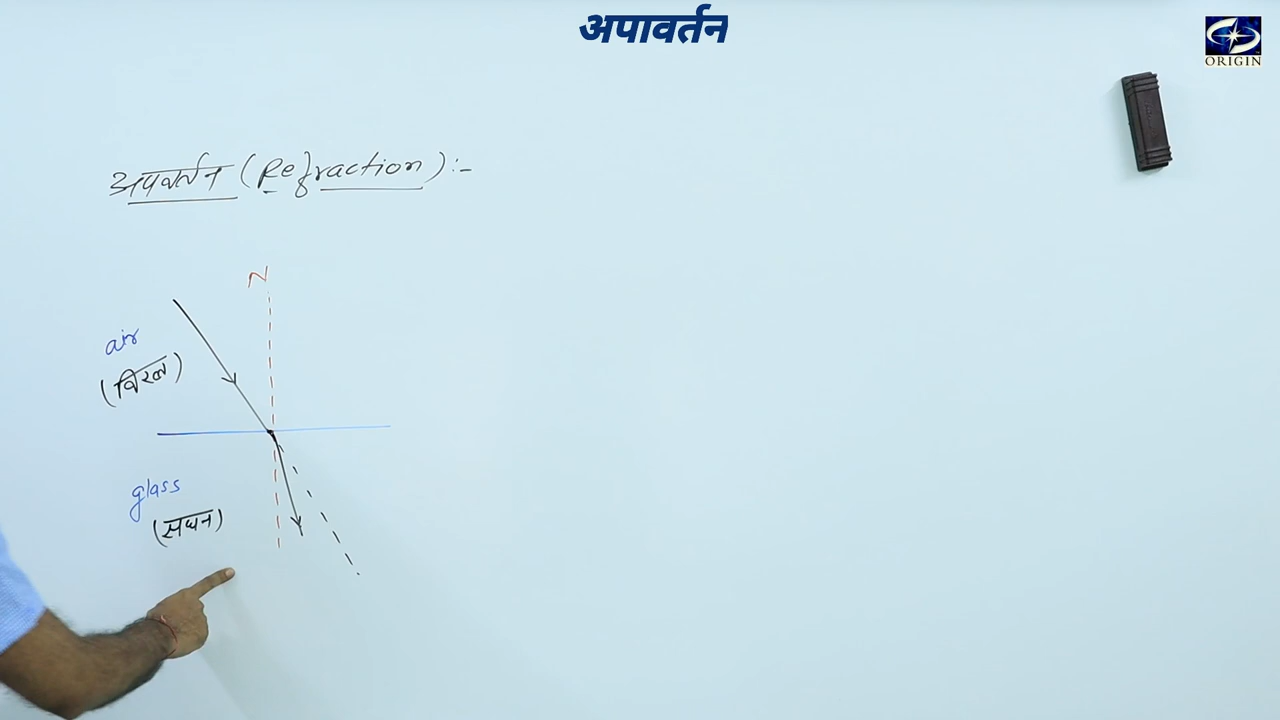 अपावर्तन
ORIGIN
अपवर्तन (Refraction) :-
N
air
(विरल)
glass
(सघन)